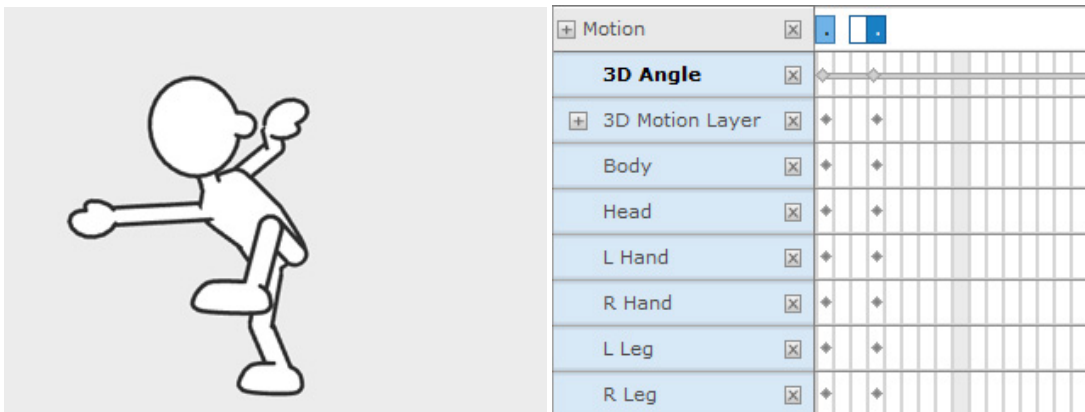 Motion
3D Angle
3D Motion Layer
Body
Head
L Hand
R Hand
L Leg
R Leg